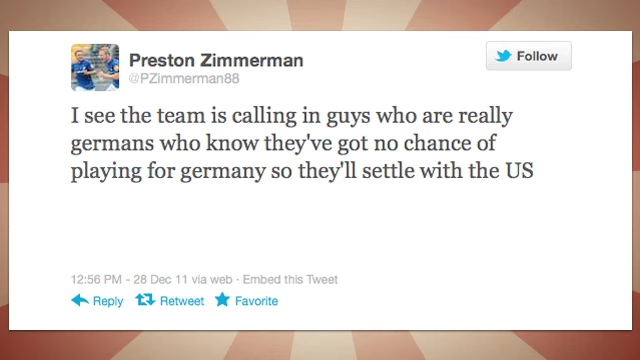 Preston Zimmerman
@PZimmerman88
Follow
I see the team is calling in guys who are really
germans who know they've got no chance of
playing for germany so they'll settle with the US
12:56 PM - 28 Dec 11 via web · Embed this Tweet
Reply Retweet Favorite